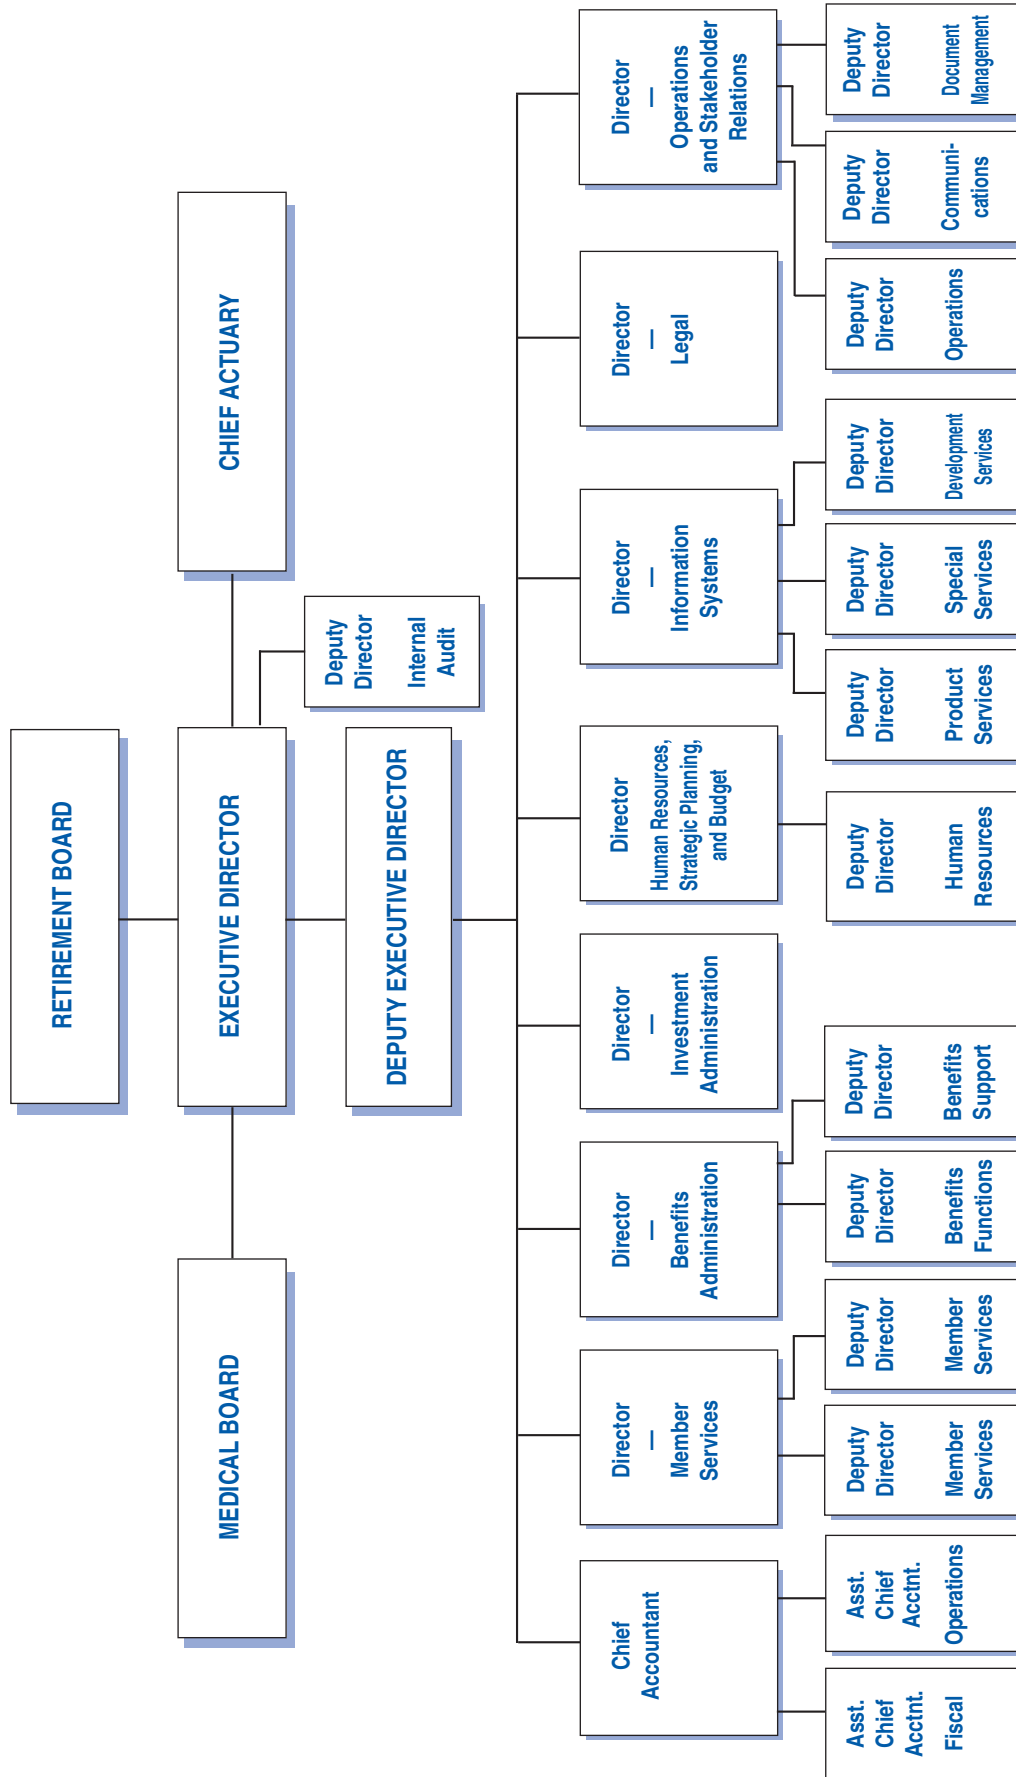 RETIREMENT BOARD
MEDICAL BOARD
EXECUTIVE DIRECTOR
CHIEF ACTUARY
Deputy
Director
Internal
Audit
DEPUTY EXECUTIVE DIRECTOR
Chief
Accountant
Director
—
Member
Services
Director
—
Benefits
Administration
Director
—
Investment
Administration
Director
Human Resources,
Strategic Planning,
and Budget
Director
—
Information
Systems
Director
—
Legal
Director
—
Operations
and Stakeholder
Relations
Asst.
Chief
Acctnt.
Fiscal
Asst.
Chief
Acctnt.
Operations
Deputy
Director
Member
Services
Deputy
Director
Member
Services
Deputy
Director
Benefits
Functions
Deputy
Director
Benefits
Support
Deputy
Director
Human
Resources
Deputy
Director
Product
Services
Deputy
Director
Special
Services
Deputy
Director
Development
Services
Deputy
Director
Operations
Deputy
Director
Communi-
cations
Deputy
Director
Document
Management